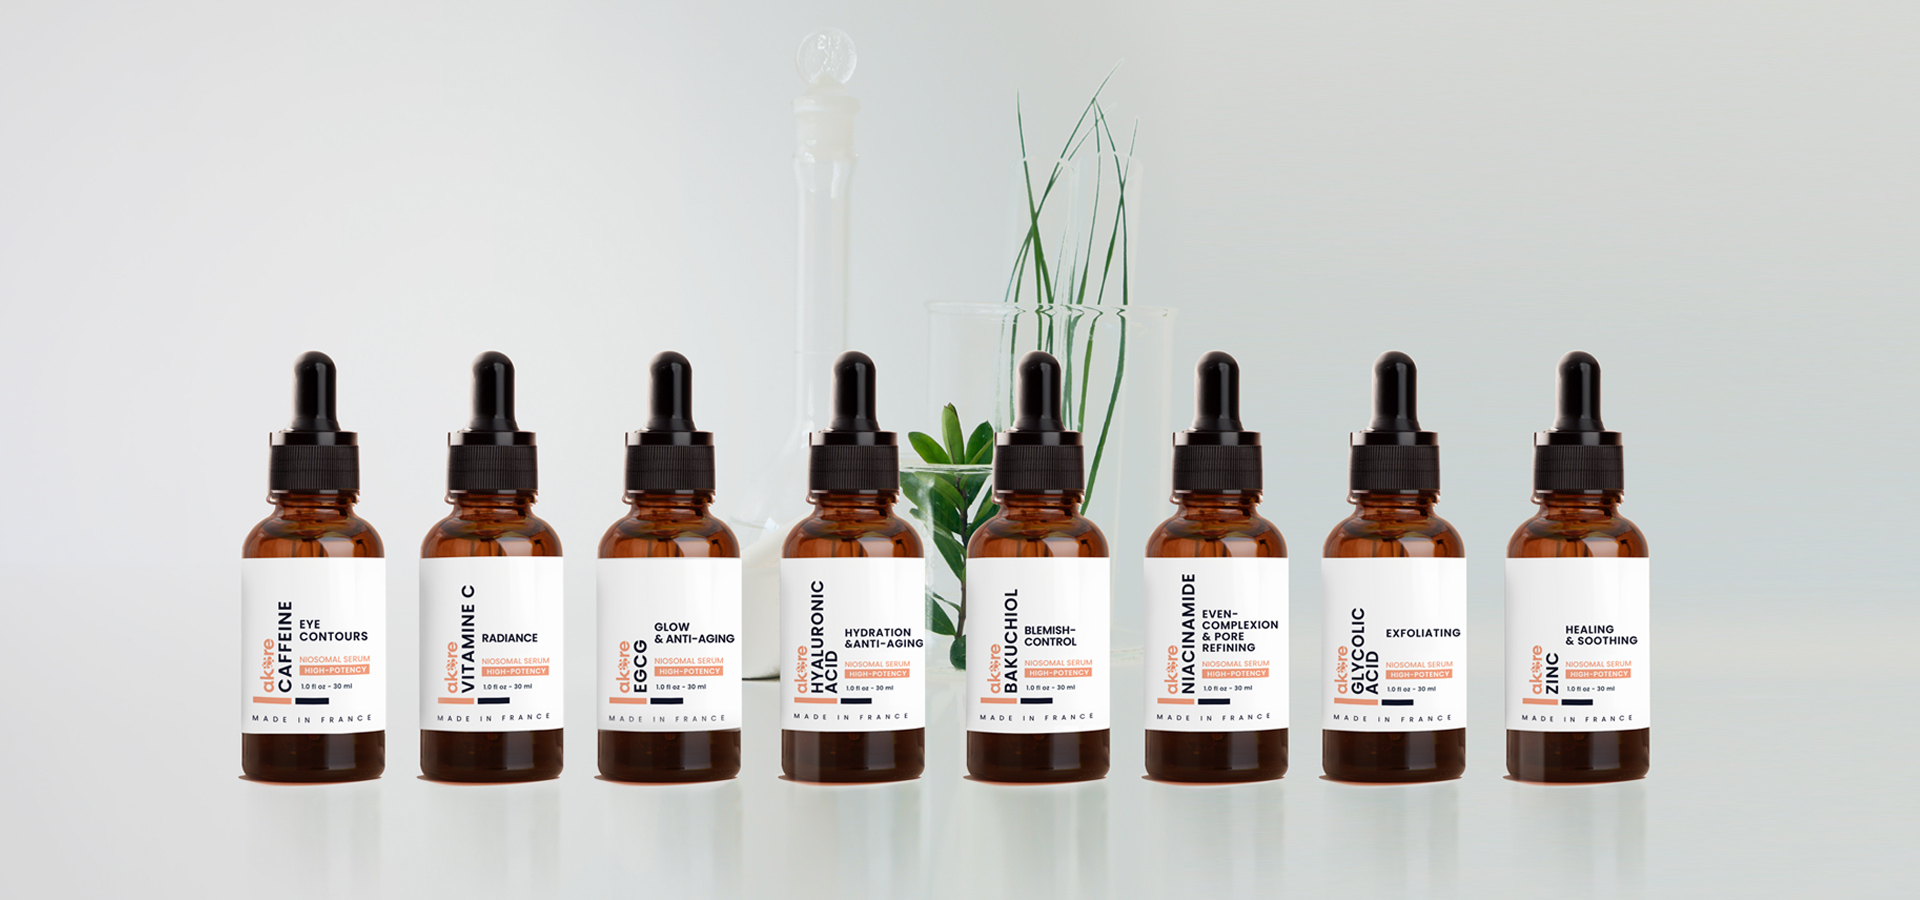 akore
CAFFEINE
EYE
CONTOURS
NIOSOMAL SERUM
HIGH-POTENCY
1.0 fl oz - 30 ml
MADE IN FRANCE
akore
VITAMINE C
RADIANCE
NIOSOMAL SERUM
HIGH-POTENCY
1.0 fl oz - 30 ml
MADE IN FRANCE
akore
EGCG
GLOW
& ANTI-AGING
NIOSOMAL SERUM
HIGH-POTENCY
1.0 fl oz - 30 ml
MADE IN FRANCE
akore
HYALURONIC
ACID
HYDRATION
&ANTI-AGING
NIOSOMAL SERUM
HIGH-POTENCY
1.0 fl oz - 30 ml
MADE IN FRANCE
akore
BAKUCHIOL
BLEMISH-
CONTROL
NIOSOMAL SERUM
HIGH-POTENCY
1.0 fl oz - 30 ml
MADE IN FRANCE
akore
NIACINAMIDE
EVEN-
COMPLEXION
& PORE
REFINING
NIOSOMAL SERUM
HIGH-POTENCY
1.0 fl oz - 30 ml
MADE IN FRANCE
akore
GLYCOLIC
ACID
EXFOLIATING
NIOSOMAL SERUM
HIGH-POTENCY
1.0 fl oz - 30 ml
MADE IN FRANCE
akore
ZINC
HEALING
& SOOTHING
NIOSOMAL SERUM
HIGH-POTENCY
1.0 fl oz - 30 ml
MADE IN FRANCE